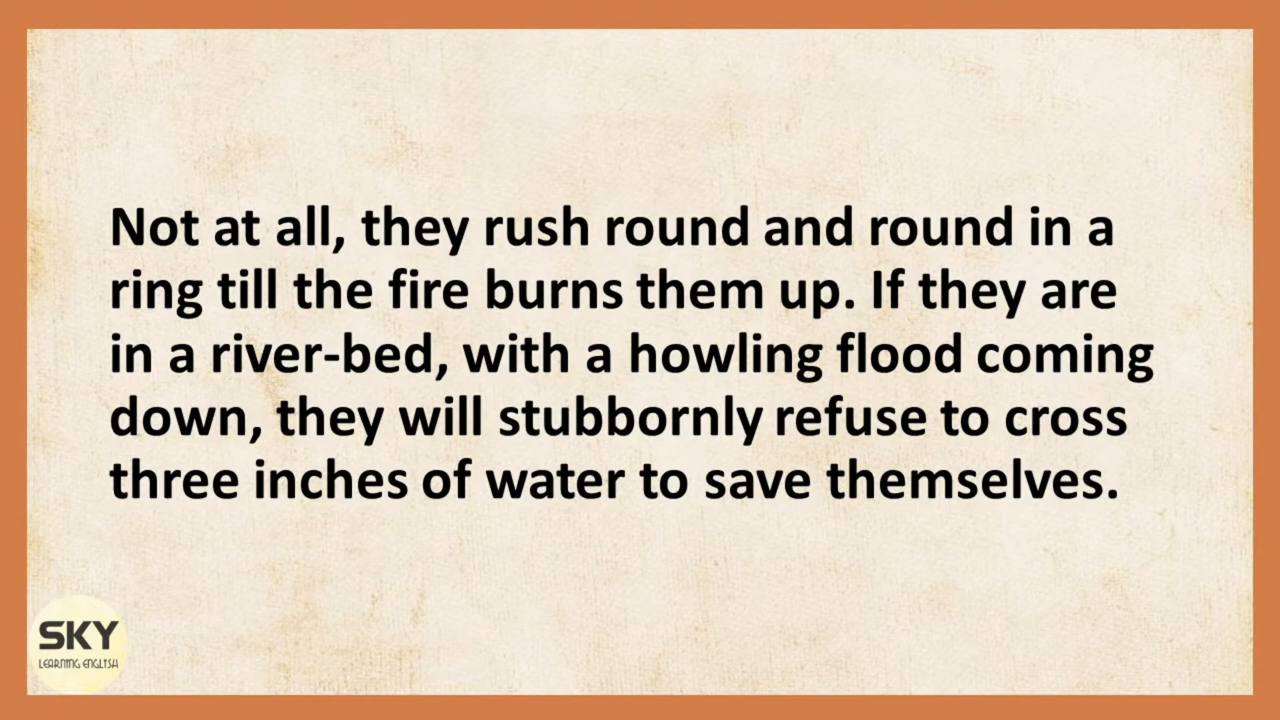 Not at all, they rush round and round in a
ring till the fire burns them up. If they are
in a river-bed, with a howling flood coming
down, they will stubbornly refuse to cross
three inches of water to save themselves.
SKY
LEARNING ENGLISH